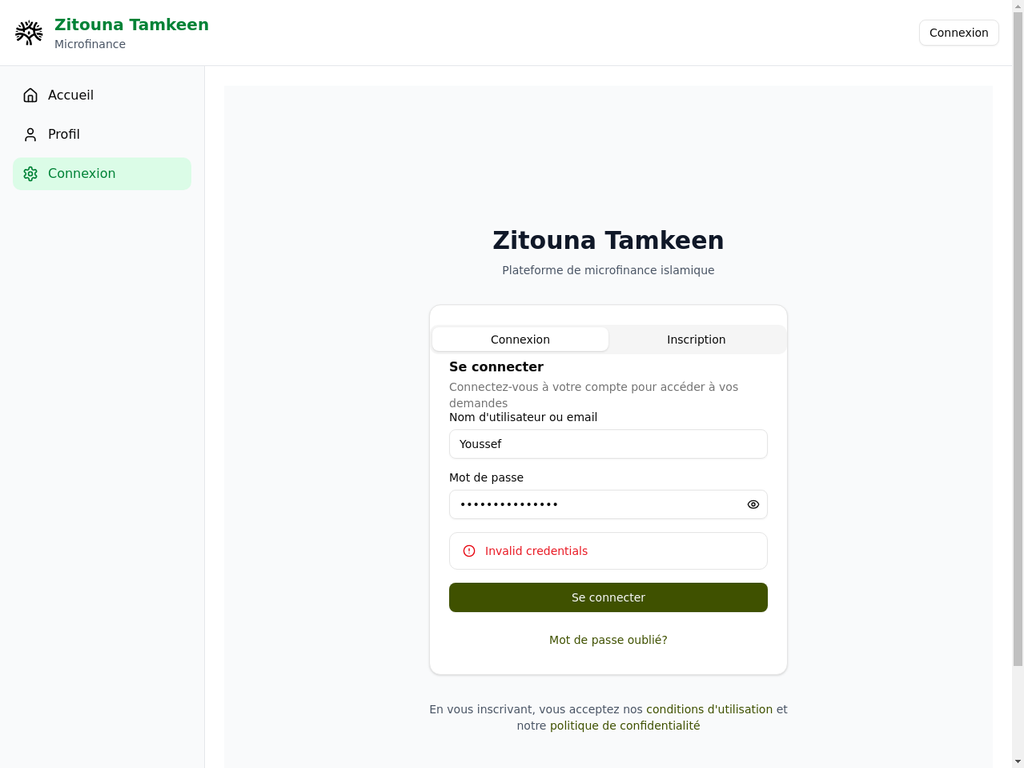 Zitouna Tamkeen
Microfinance
Connexion
Accueil
Profil
Connexion
Zitouna Tamkeen
Plateforme de microfinance islamique
Connexion
Inscription
Se connecter
Connectez-vous à votre compte pour accéder à vos
demandes
Nom d'utilisateur ou email
Youssef
Mot de passe
•••••••••••••••
Invalid credentials
Se connecter
Mot de passe oublié?
En vous inscrivant, vous acceptez nos conditions d'utilisation et
notre politique de confidentialité